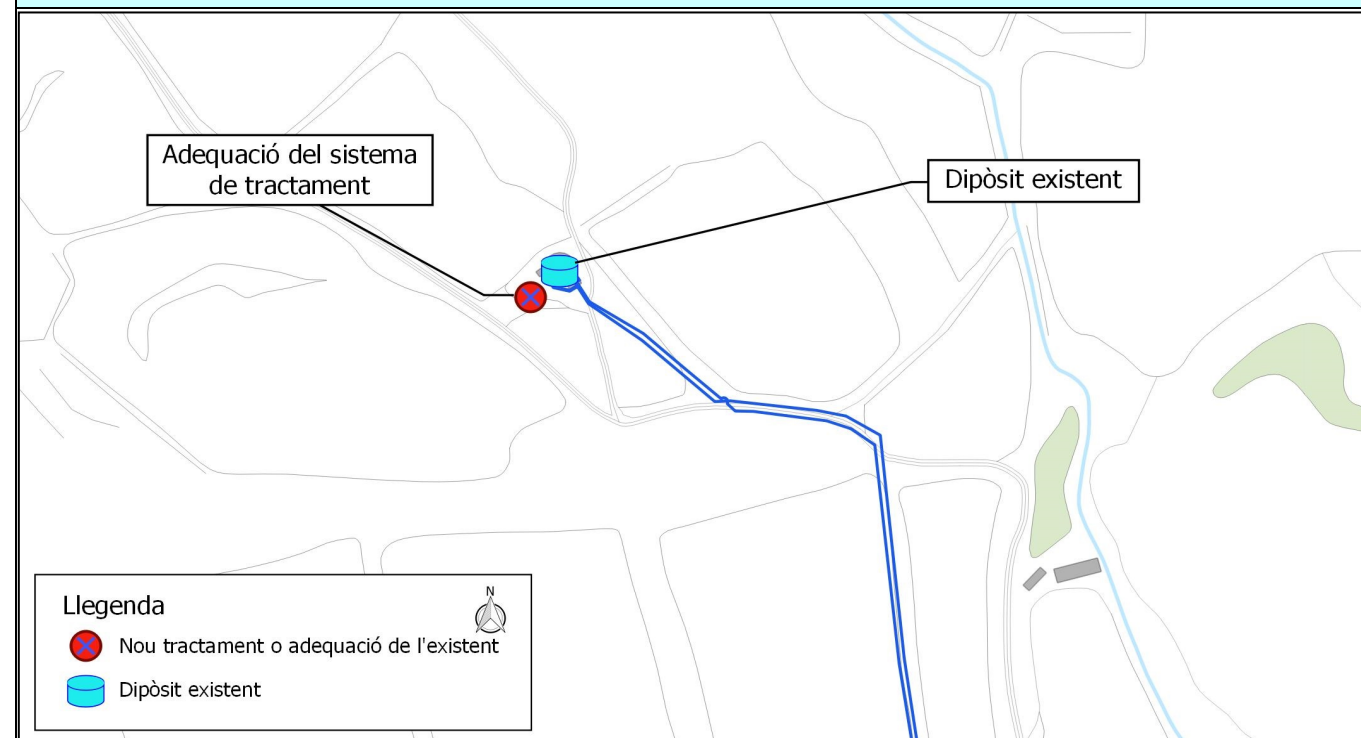 Adequació del sistema
de tractament
Dipòsit existent
Llegenda
N
Nou tractament o adequació de l'existent
Dipòsit existent